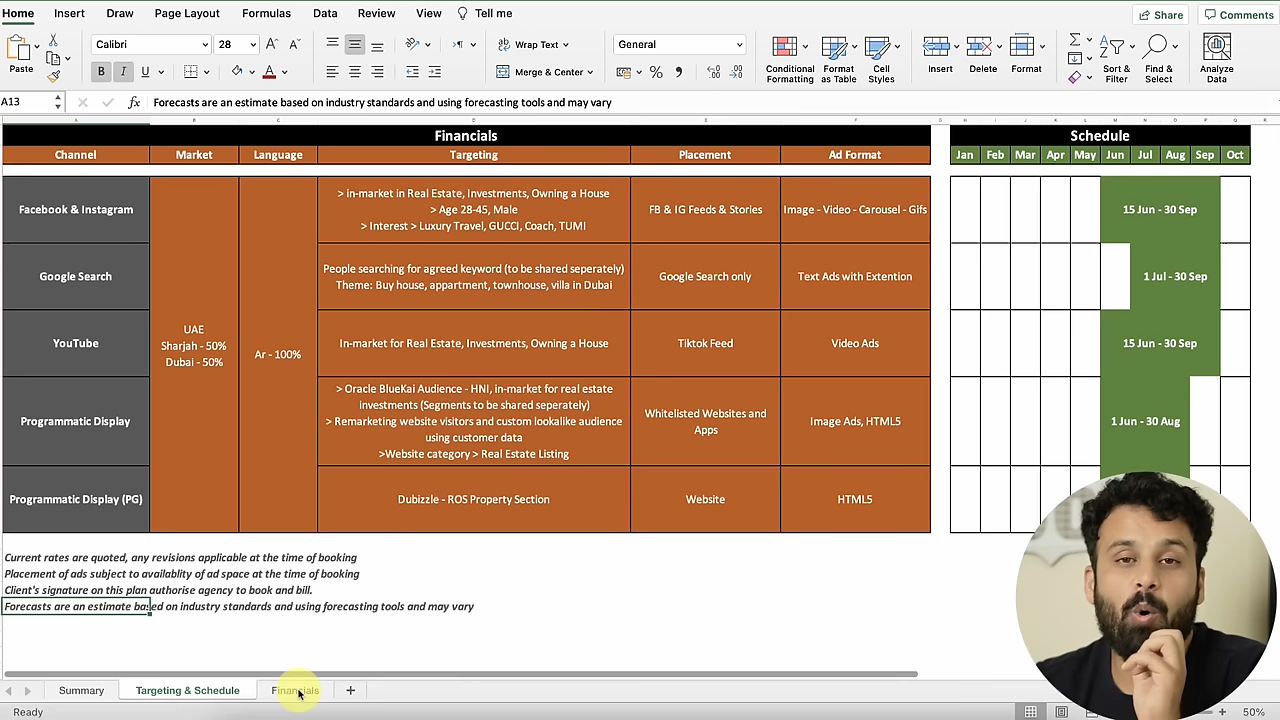 Home Insert Draw Page Layout Formulas Data Review View Tell me Share Comments
Paste Calibri 28 A A Wrap Text General
B I U A Merge & Center % Conditional Formatting Format as Table Cell Styles Insert Delete Format Sort & Filter Find & Select Analyze Data
A13 fx Forecasts are an estimate based on industry standards and using forecasting tools and may vary
A B C D E F G H I J K L M N O P Q R
Financials Schedule
Channel Market Language Targeting Placement Ad Format Jan Feb Mar Apr May Jun Jul Aug Sep Oct
Facebook & Instagram
> in-market in Real Estate, Investments, Owning a House
> Age 28-45, Male
> Interest > Luxury Travel, GUCCI, Coach, TUMI
FB & IG Feeds & Stories
Image - Video - Carousel - Gifs
15 Jun - 30 Sep
Google Search
People searching for agreed keyword (to be shared seperately)
Theme: Buy house, appartment, townhouse, villa in Dubai
Google Search only
Text Ads with Extention
1 Jul - 30 Sep
YouTube
UAE
Sharjah - 50%
Dubai - 50%
Ar - 100%
In-market for Real Estate, Investments, Owning a House
Tiktok Feed
Video Ads
15 Jun - 30 Sep
Programmatic Display
> Oracle BlueKai Audience - HNI, in-market for real estate
investments (Segments to be shared seperately)
> Remarketing website visitors and custom lookalike audience
using customer data
>Website category > Real Estate Listing
Whitelisted Websites and
Apps
Image Ads, HTML5
1 Jun - 30 Aug
Programmatic Display (PG)
Dubizzle - ROS Property Section
Website
HTML5
Current rates are quoted, any revisions applicable at the time of booking
Placement of ads subject to availablity of ad space at the time of booking
Client's signature on this plan authorise agency to book and bill.
Forecasts are an estimate based on industry standards and using forecasting tools and may vary
Summary Targeting & Schedule Financials +
Ready + 50%